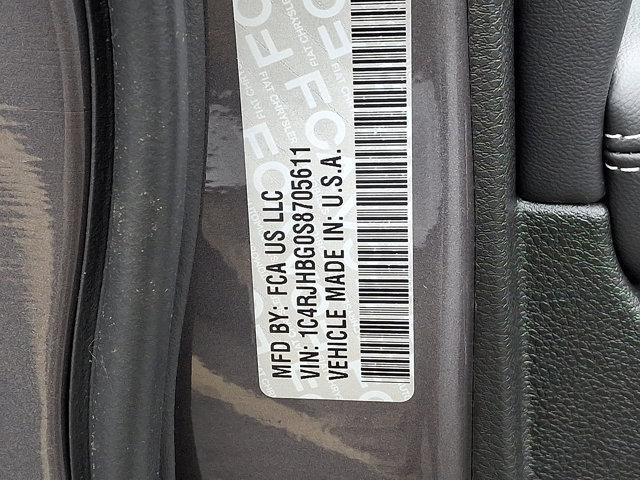 MFD BY: FCA US LLC
VIN: 1C4RJHBG0S8705611
VEHICLE MADE IN: U.S.A.